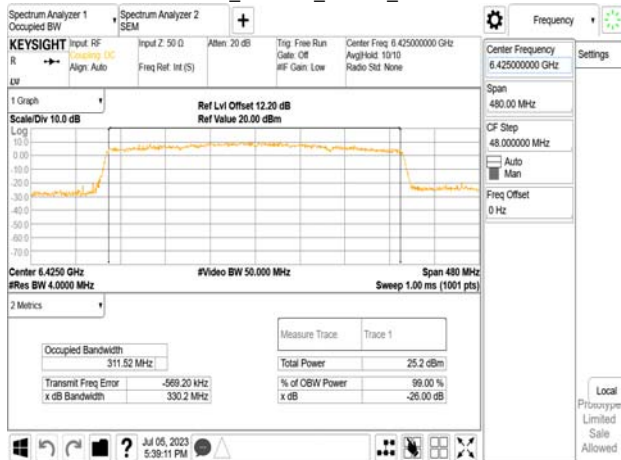 Spectrum Analyzer 1
Occupied BW
Spectrum Analyzer 2
SEM
+
Frequency
KEYSIGHT
R
LV
Input: RF
Coupling: DC
Align: Auto
Input Z: 50 Ω
Freq Ref: Int (S)
Atten: 20 dB
Trig: Free Run
Gate: Off
#IF Gain: Low
Center Freq: 6.425000000 GHz
Avg|Hold: 10/10
Radio Std: None
Center Frequency
6.425000000 GHz
Settings
Span
480.00 MHz
CF Step
48.000000 MHz
Auto
Man
Freq Offset
0 Hz
1 Graph
Scale/Div 10.0 dB
Ref Lvl Offset 12.20 dB
Ref Value 20.00 dBm
Log
10.0
0.00
-10.0
-20.0
-30.0
-40.0
-50.0
-60.0
-70.0
Center 6.4250 GHz
#Res BW 4.0000 MHz
#Video BW 50.000 MHz
Span 480 MHz
Sweep 1.00 ms (1001 pts)
2 Metrics
Measure Trace
Trace 1
Occupied Bandwidth
311.52 MHz
Total Power
25.2 dBm
Transmit Freq Error
-569.20 kHz
% of OBW Power
99.00 %
x dB Bandwidth
330.2 MHz
x dB
-26.00 dB
Local
Prototype
Limited
Sale
Allowed
?
Jul 05, 2023
5:39:11 PM